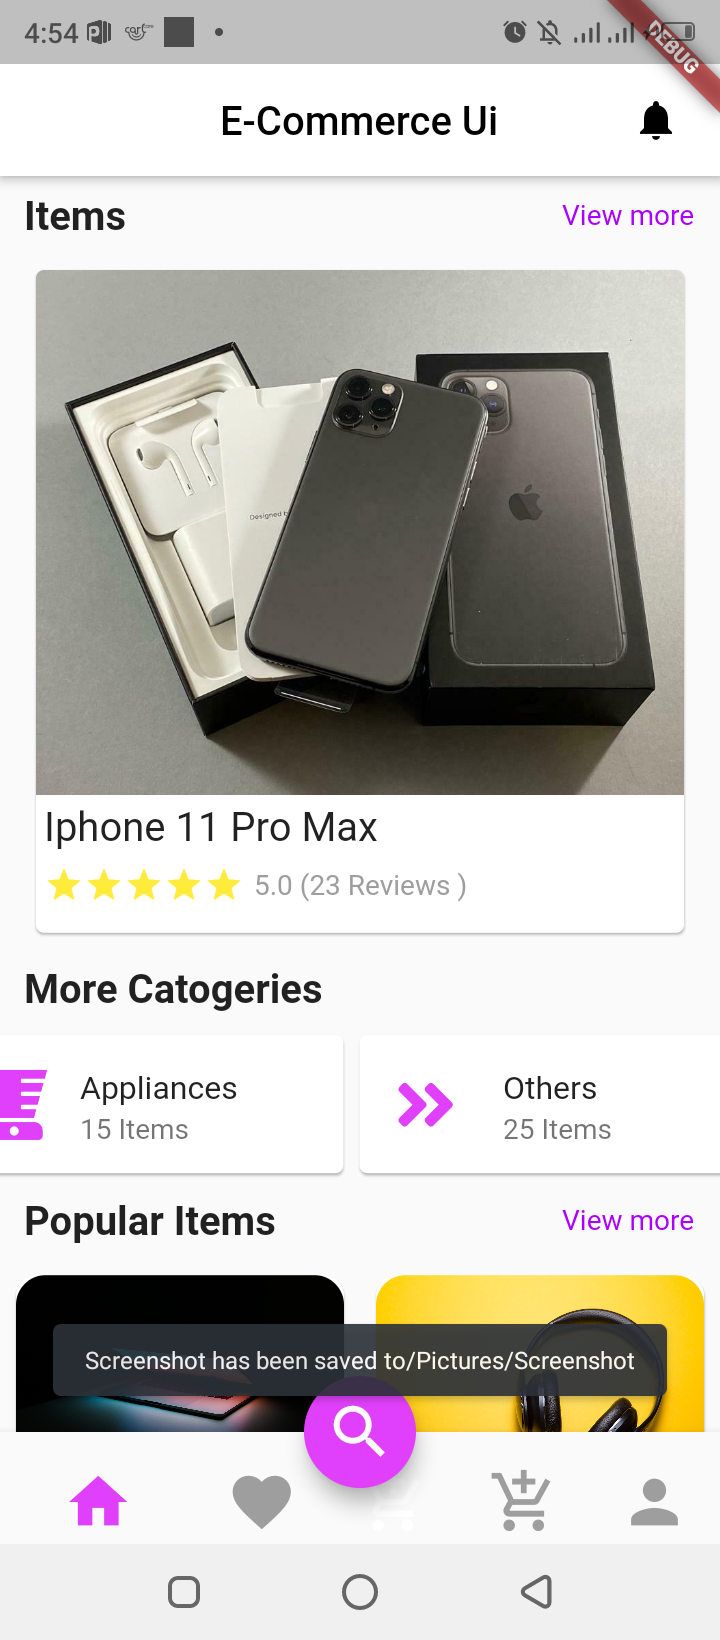 4:54
DEBUG
E-Commerce Ui
Items
View more
Designed b
Iphone 11 Pro Max
5.0 (23 Reviews )
More Catogeries
Appliances
15 Items
Others
25 Items
Popular Items
View more
Screenshot has been saved to/Pictures/Screenshot